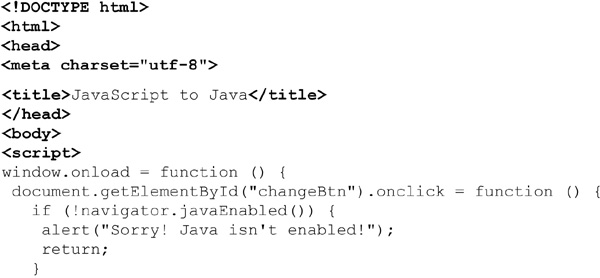 <!DOCTYPE html>
<html>
<head>
<meta charset="utf-8">
<title>JavaScript to Java</title>
</head>
<body>
<script>
window.onload = function () {
 document.getElementById("changeBtn").onclick = function () {
   if (!navigator.javaEnabled()) {
    alert("Sorry! Java isn't enabled!");
    return;
   }